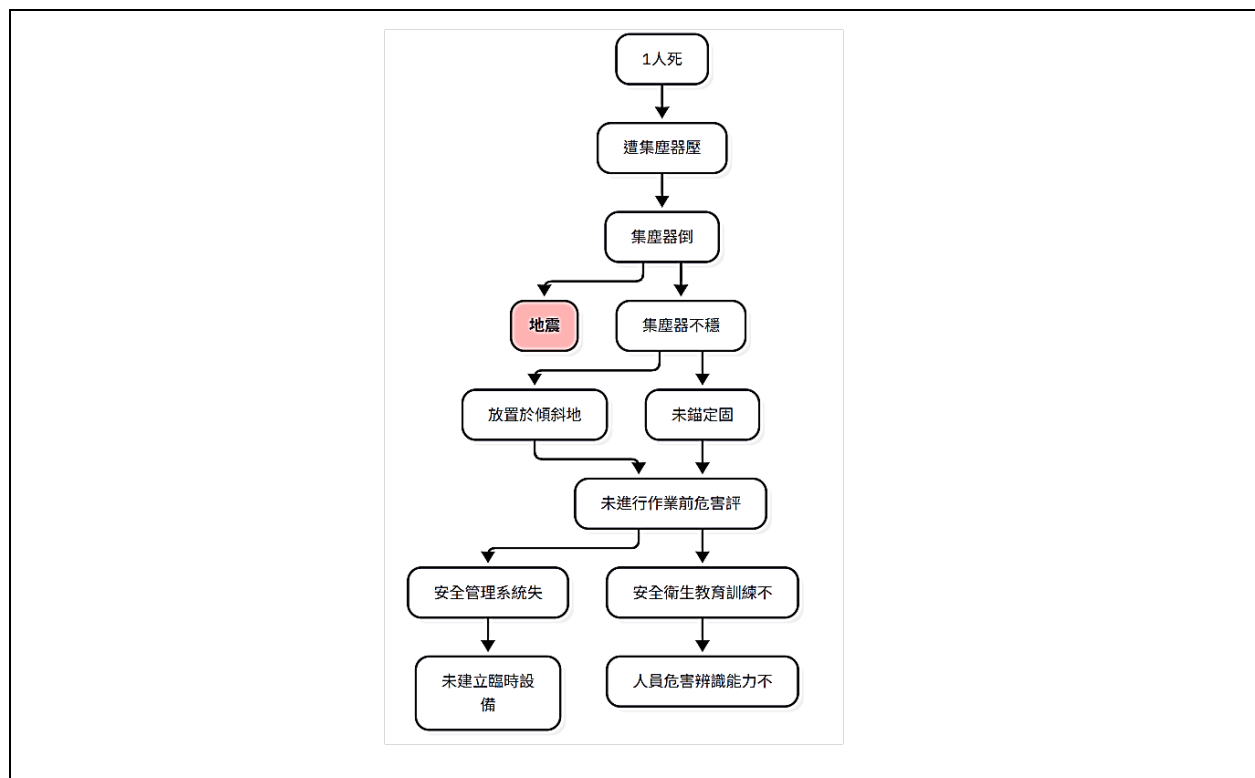 1人死
遭集塵器壓
集塵器倒
地震
集塵器不穩
放置於傾斜地
未錨定固
未進行作業前危害評
安全管理系統失
安全衛生教育訓練不
未建立臨時設
備
人員危害辨識能力不